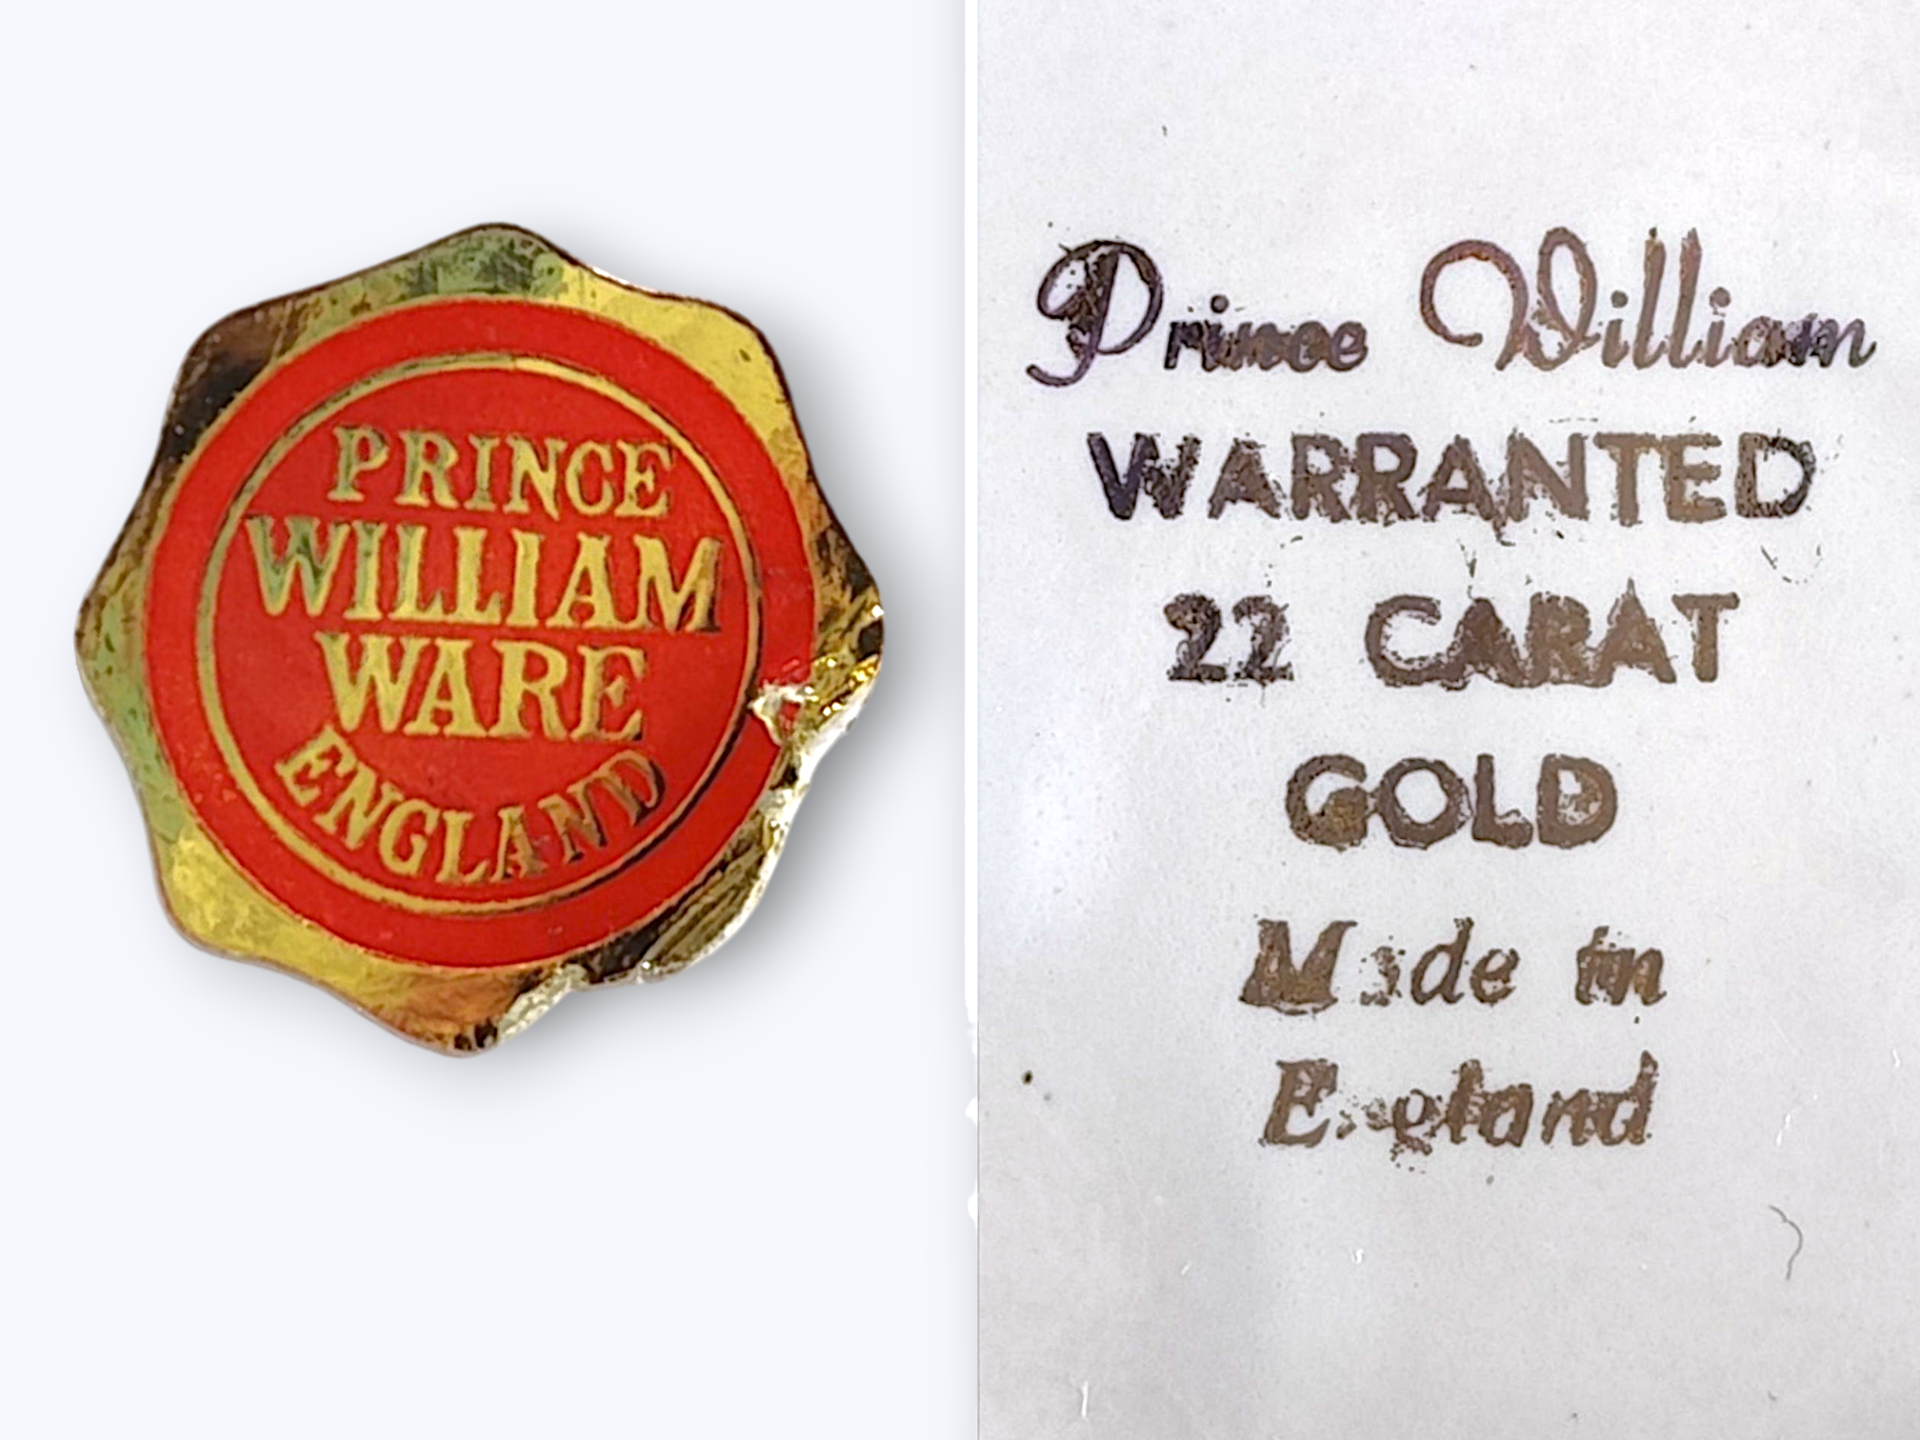 PRINCE
WILLIAM
WARE
ENGLAND
Prince William
WARRANTED
22 CARAT
GOLD
Made in
England